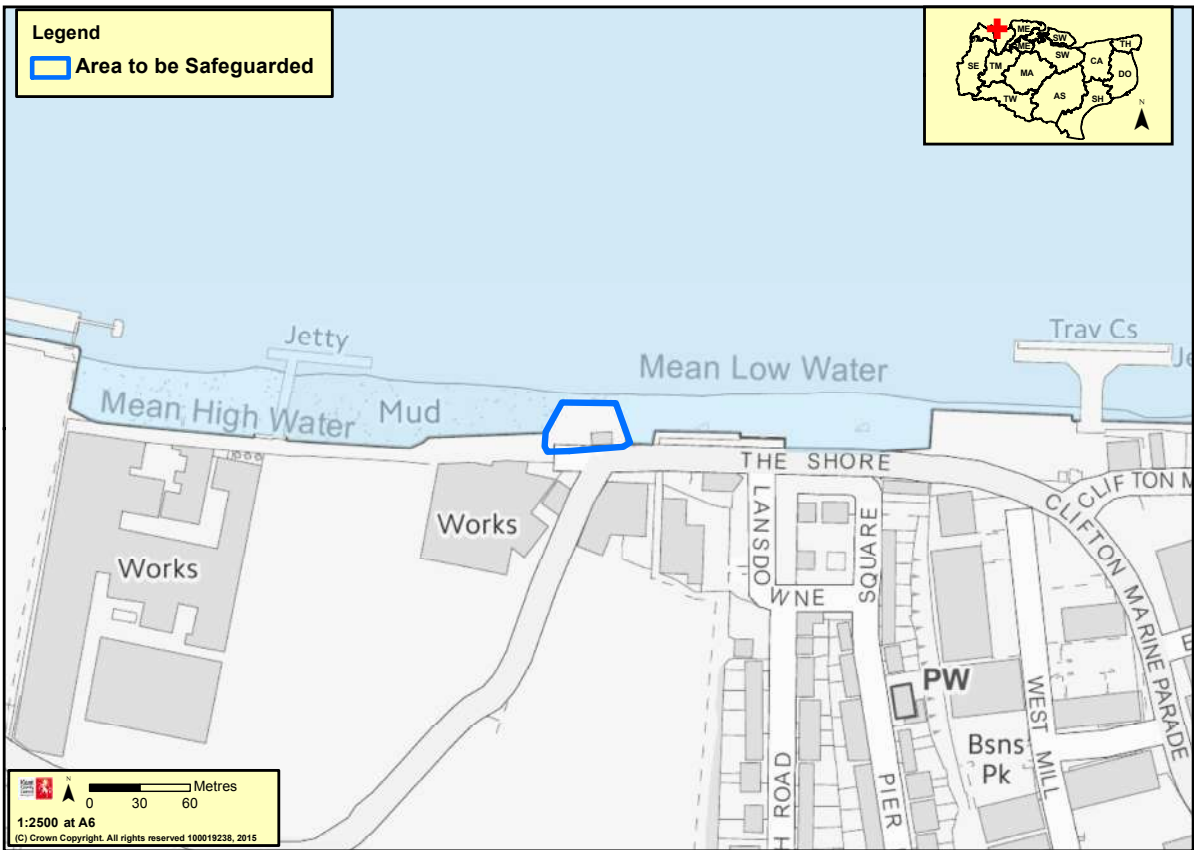 Legend
Area to be Safeguarded
ME
SW
ME
TH
SE
TM
SW
CA
MA
DO
TW
AS
SH
N
Jetty
Trav Cs
Je
Mean Low Water
Mean High Water
Mud
THE SHORE
CLIFTON M
Works
Works
LANSDO
WNE
SQUARE
CLIFTON MARINE PARADE
E
PW
WEST MILL
Bsns
Pk
H ROAD
PIER
N
Metres
0 30 60
1:2500 at A6
(C) Crown Copyright. All rights reserved 100019238, 2015